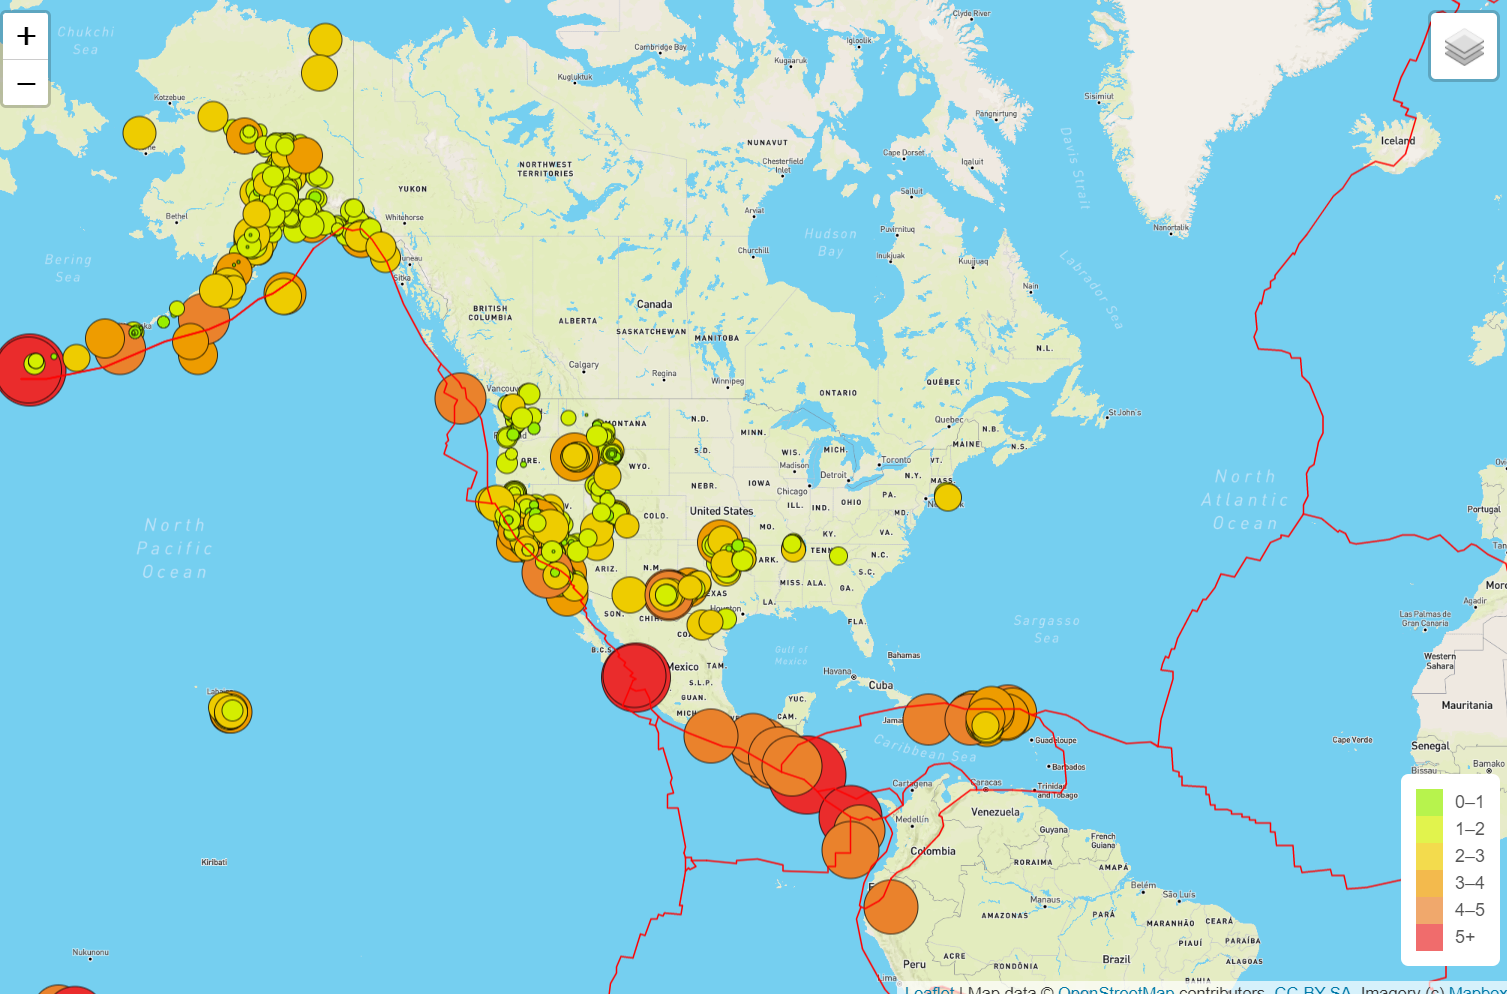 +
−
Chukchi
Sea
Clyde River
Igloolik
Cambridge Bay
Kugaaruk
Kugluktuk
Kotzebue
Sisimiut
Pangnirtung
Iceland
NUNAVUT
Davis Strait
Cape Dorset
Chesterfield
Inlet
Iqaluit
NORTHWEST
TERRITORIES
YUKON
Salluit
Bethel
Whitehorse
Arviat
Puvirnituq
Nanortalik
Hudson
Bay
Churchill
Inukjuak
Kuujjuaq
Bering
Sea
Sitka
Labrador Sea
Nain
BRITISH
COLUMBIA
Canada
ALBERTA
SASKATCHEWAN
MANITOBA
N.L.
Calgary
Regina
Winnipeg
ONTARIO
QUÉBEC
St John's
MONTANA
N.D.
MINN.
Quebec
N.B.
MAINE
N.S.
ORE.
WYO.
S.D.
WIS.
MICH.
Madison
Toronto
VT.
Detroit
N.Y.
MASS.
NEBR.
IOWA
Chicago
PA.
ILL.
IND.
OHIO
MD.
COLO.
United States
MO.
KY.
VA.
North
Atlantic
Ocean
Portugal
North
Pacific
Ocean
ARIZ.
N.M.
ARK.
N.C.
S.C.
MISS.
ALA.
GA.
LA.
SON.
Houston
FLA.
Agadir
Las Palmas de
Gran Canaria
Sargasso
Sea
B.C.S.
Gulf of
Mexico
Bahamas
Western
Sahara
Mexico
TAM.
Havana
Cuba
S.L.P.
GUAN.
YUC.
CAM.
Mauritania
Guadeloupe
Cape Verde
Senegal
Caribbean Sea
Barbados
Bissau
Bamako
Cartagena
Caracas
Trinidad
and Tobago
Medellín
Venezuela
Guyana
French
Guiana
Colombia
Kiribati
RORAIMA
AMAPÁ
Belém
São Luís
Manaus
AMAZONAS
PARÁ
MARANHÃO
CEARÁ
PIAUÍ
PARAÍBA
Nukunonu
ACRE
Peru
RONDÔNIA
Brazil
ALAGOAS
Lima
BAHIA
0–1
1–2
2–3
3–4
4–5
5+
Leaflet | Map data © OpenStreetMap contributors, CC-BY-SA, Imagery (c) Mapbox